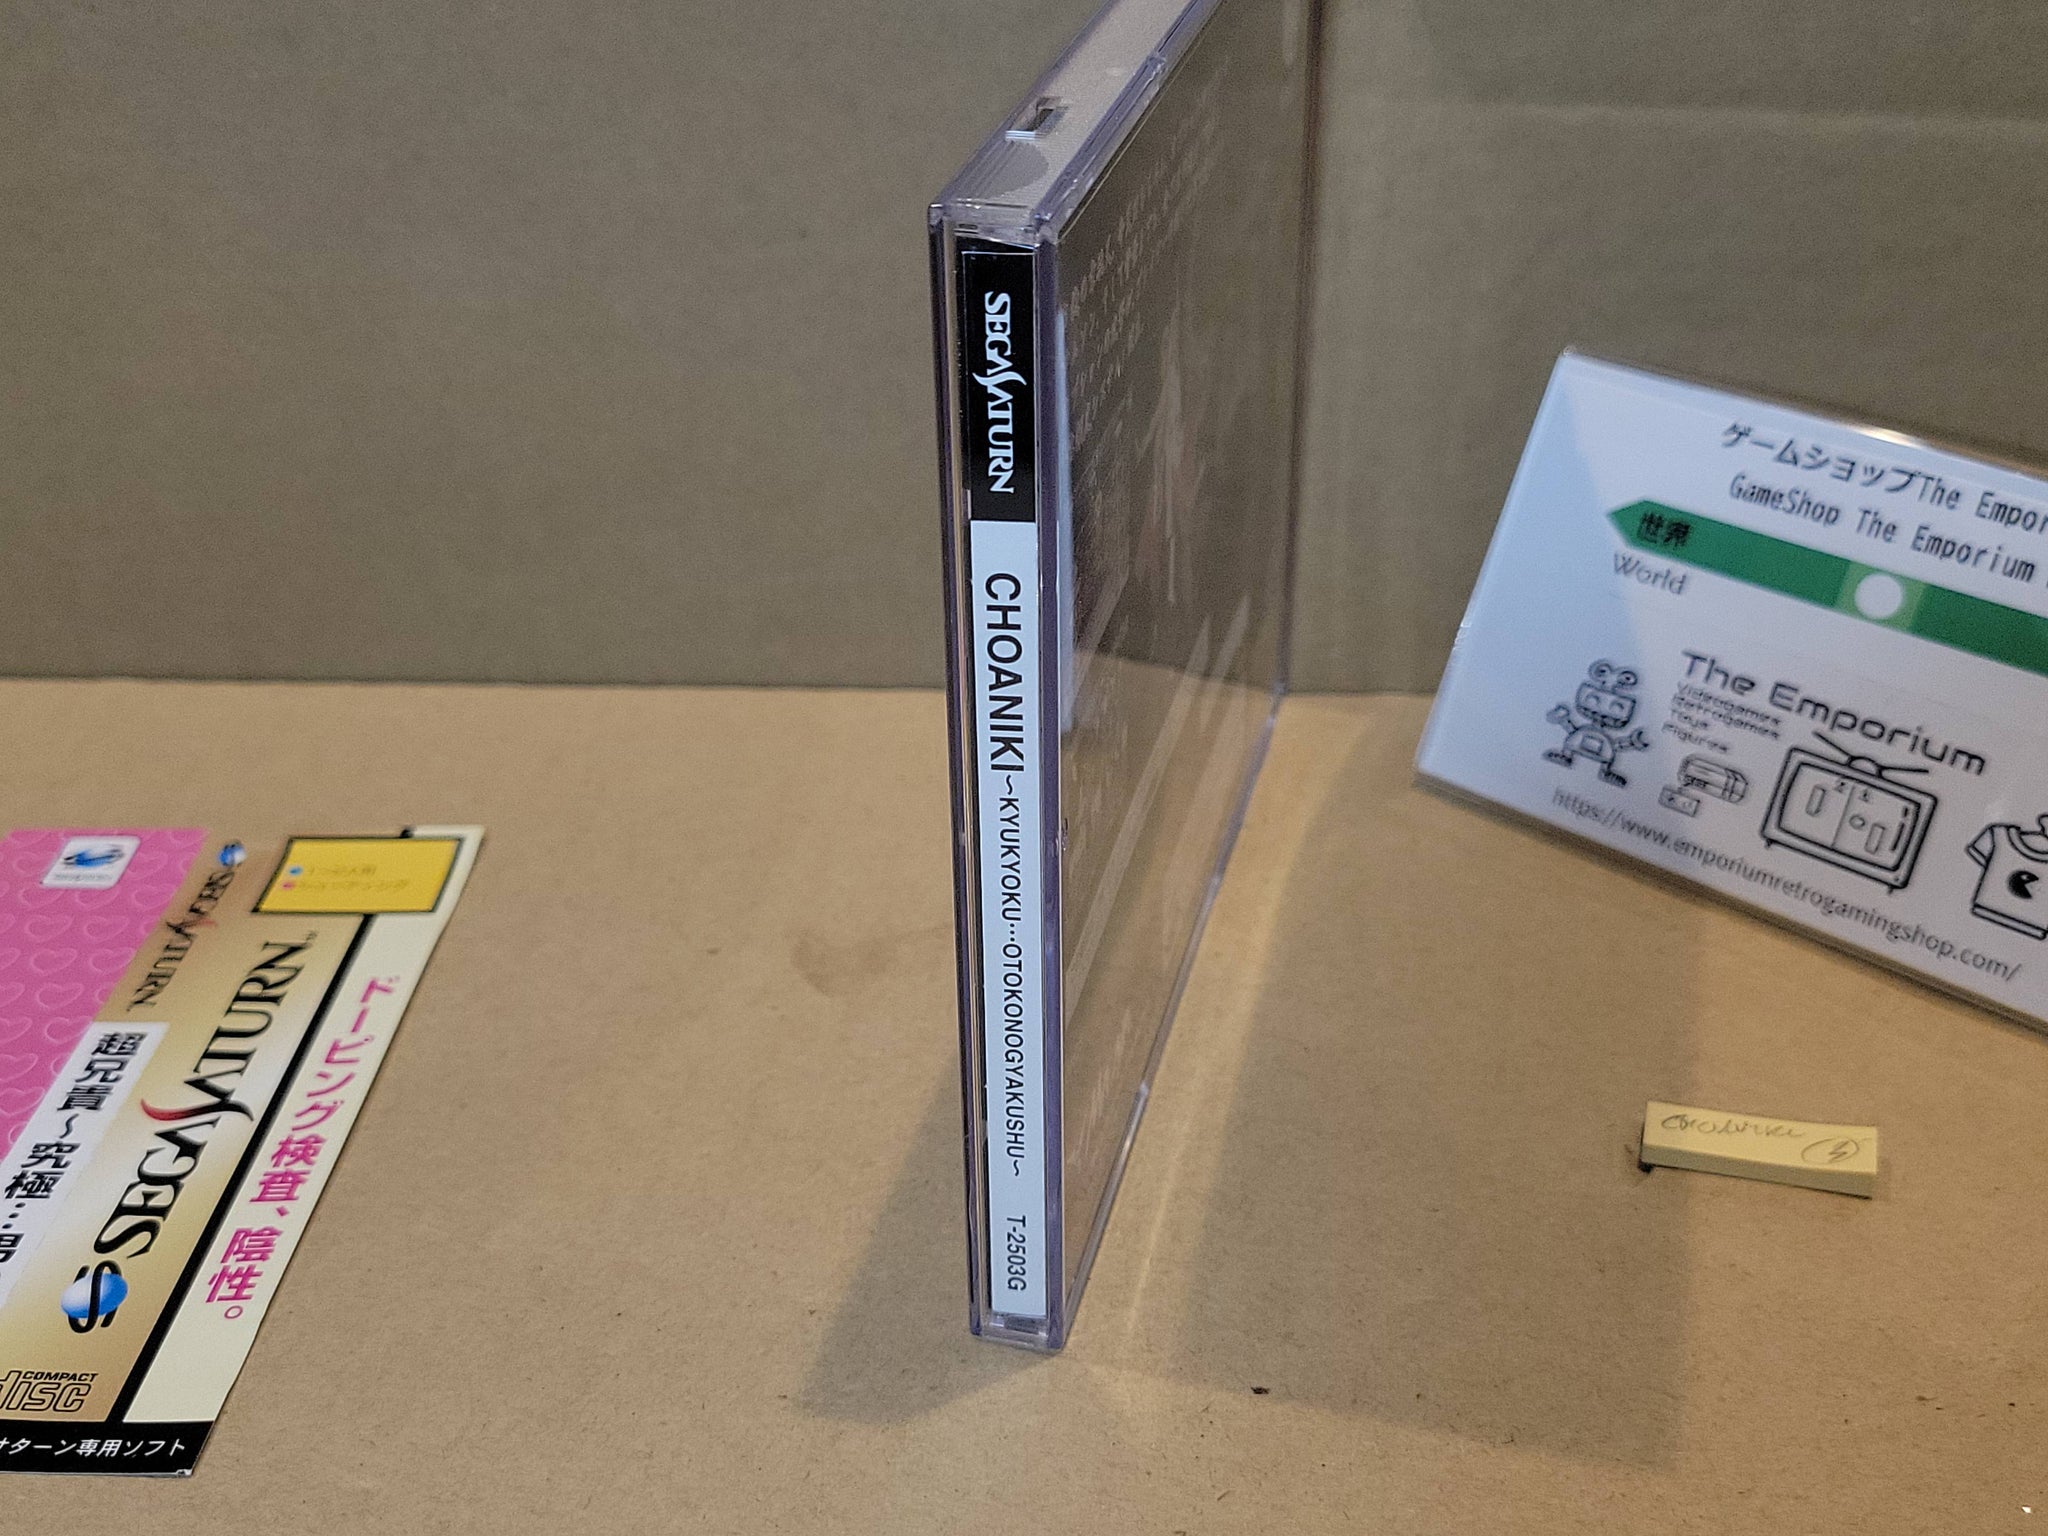 SEGA SATURN
CHOANIKI~KYUKYOKU…OTOKONOGYAKUSHU~
T-2503G
SEGA SATURN
超兄貴~究極…男
SEGA SATURN
COMPACT
disc
ターン専用ソフト
ドーピング検査、陰性。
ゲームショップThe Empor
GameShop The Emporium
世界
World
The Emporium
Videogames
Retrogames
Toys
Figures
https://www.emporiumretrogamingshop.com/
CHOANIKI